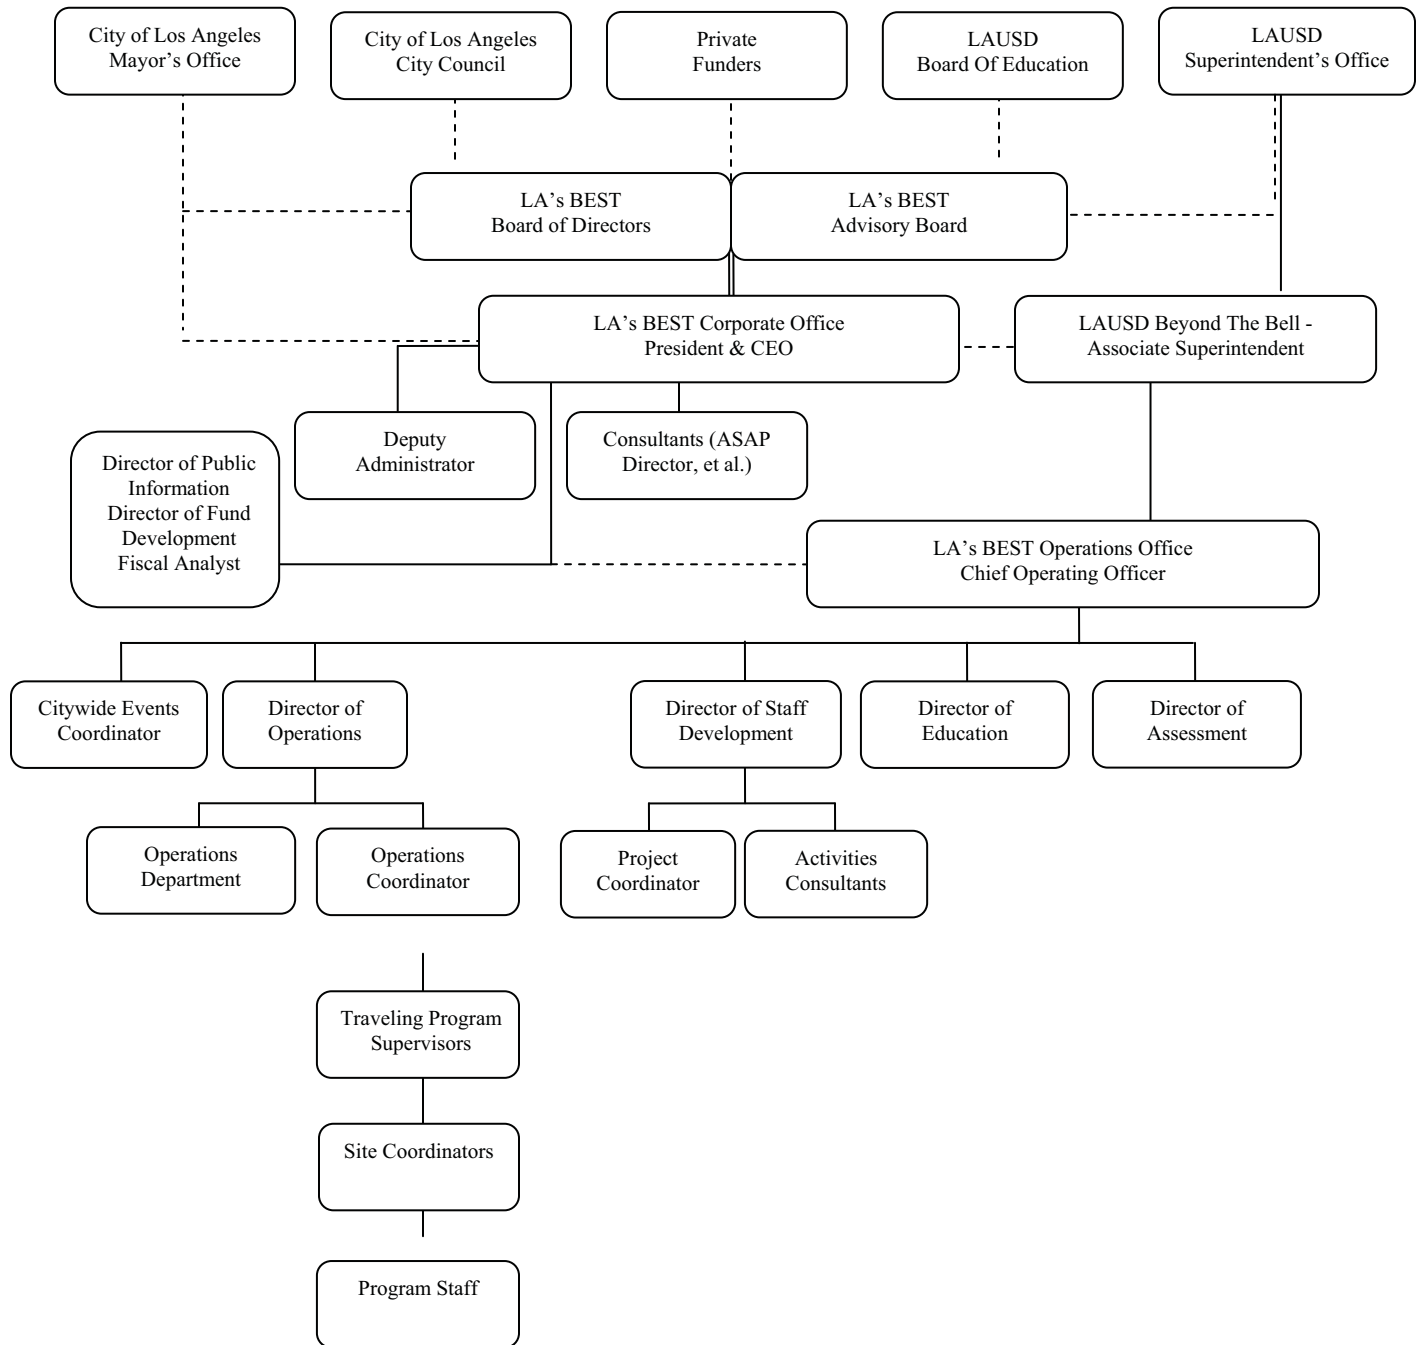 City of Los Angeles
Mayor’s Office
City of Los Angeles
City Council
Private
Funders
LAUSD
Board Of Education
LAUSD
Superintendent’s Office
LA’s BEST
Board of Directors
LA’s BEST
Advisory Board
LA’s BEST Corporate Office
President & CEO
LAUSD Beyond The Bell -
Associate Superintendent
Deputy
Administrator
Consultants (ASAP
Director, et al.)
Director of Public
Information
Director of Fund
Development
Fiscal Analyst
LA’s BEST Operations Office
Chief Operating Officer
Citywide Events
Coordinator
Director of
Operations
Director of Staff
Development
Director of
Education
Director of
Assessment
Operations
Department
Operations
Coordinator
Project
Coordinator
Activities
Consultants
Traveling Program
Supervisors
Site Coordinators
Program Staff